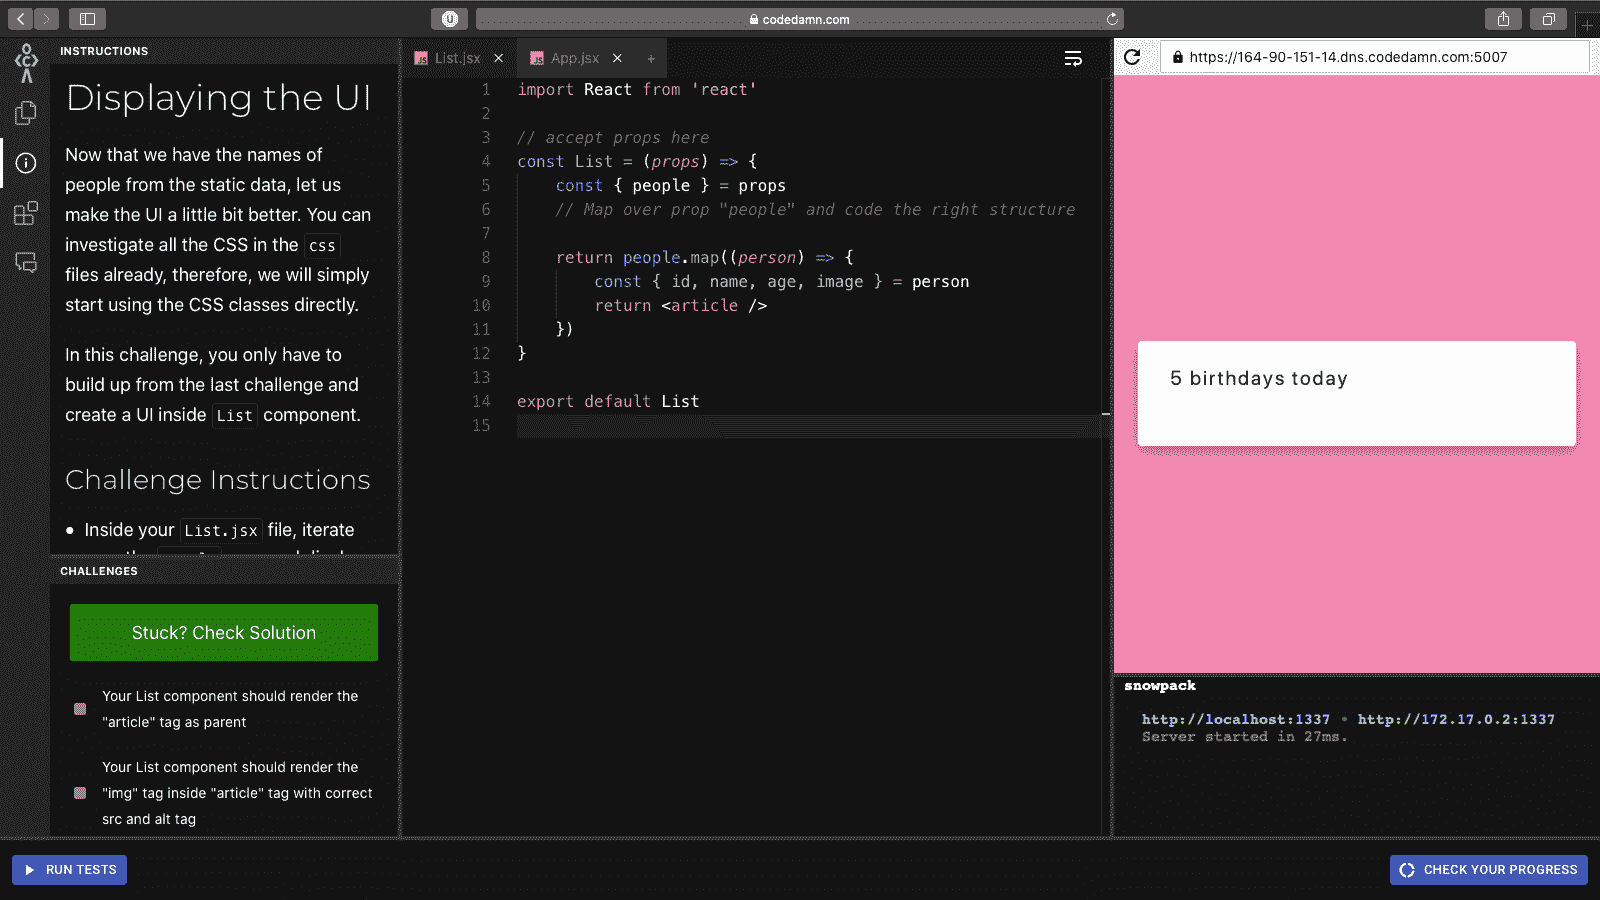 codedamn.com
INSTRUCTIONS
Displaying the UI
Now that we have the names of
people from the static data, let us
make the UI a little bit better. You can
investigate all the CSS in the css
files already, therefore, we will simply
start using the CSS classes directly.
In this challenge, you only have to
build up from the last challenge and
create a UI inside List component.
Challenge Instructions
• Inside your List.jsx file, iterate
CHALLENGES
Stuck? Check Solution
Your List component should render the
"article" tag as parent
Your List component should render the
"img" tag inside "article" tag with correct
src and alt tag
RUN TESTS
List.jsx
App.jsx
1 import React from 'react'
2
3 // accept props here
4 const List = (props) => {
5 const { people } = props
6 // Map over prop "people" and code the right structure
7
8 return people.map((person) => {
9 const { id, name, age, image } = person
10 return <article />
11 })
12 }
13
14 export default List
15
https://164-90-151-14.dns.codedamn.com:5007
5 birthdays today
snowpack
http://localhost:1337 • http://172.17.0.2:1337
Server started in 27ms.
CHECK YOUR PROGRESS